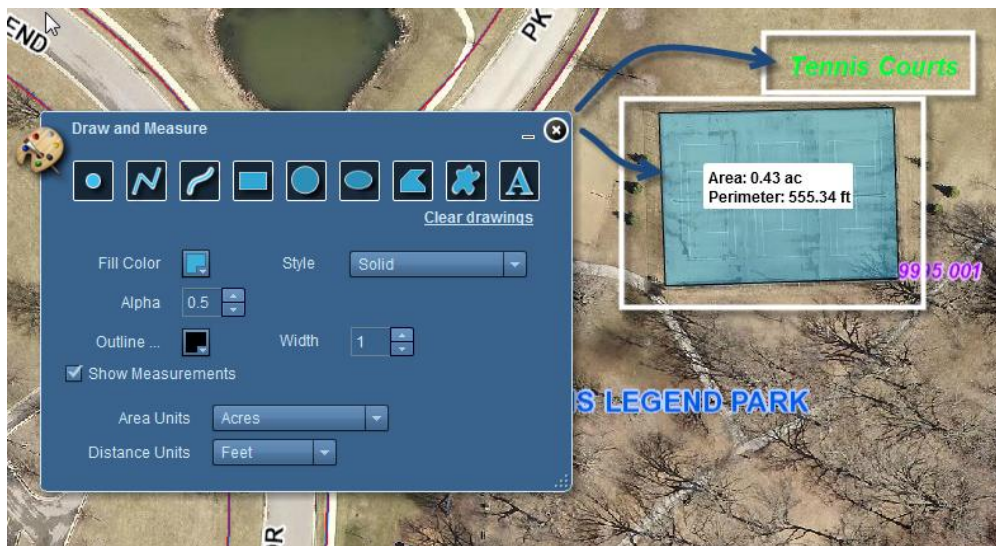 END
PK
Tennis Courts
Draw and Measure
A
Clear drawings
Area: 0.43 ac
Perimeter: 555.34 ft
Fill Color
Style
Solid
Alpha
0.5
Outline ...
Width
1
Show Measurements
Area Units
Acres
Distance Units
Feet
S LEGEND PARK
DR